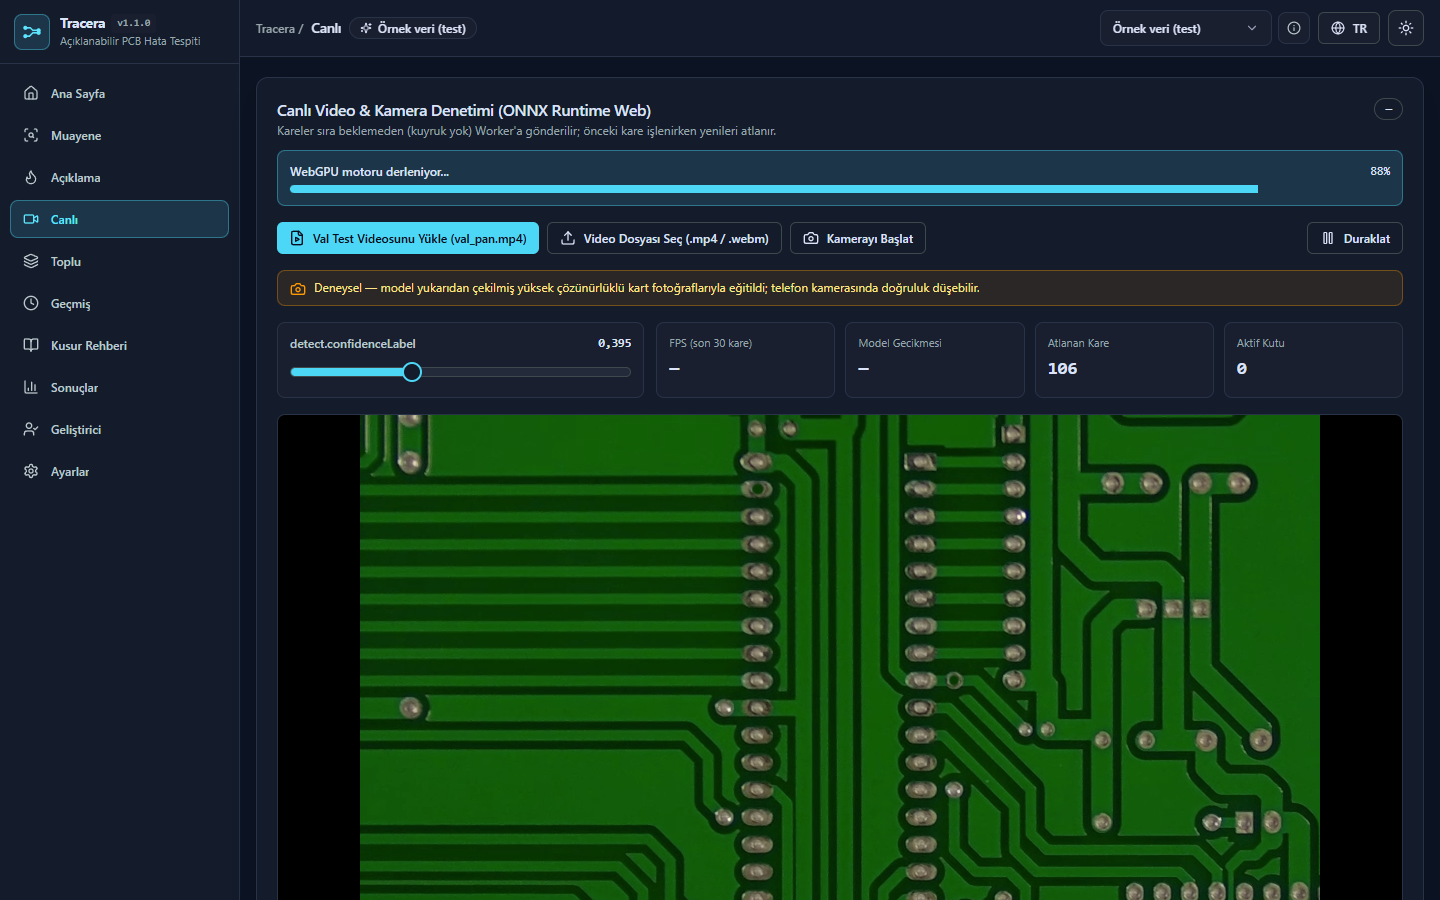 Tracera v1.1.0
Açıklanabilir PCB Hata Tespiti
Ana Sayfa
Muayene
Açıklama
Canlı
Toplu
Geçmiş
Kusur Rehberi
Sonuçlar
Geliştirici
Ayarlar
Tracera / Canlı Örnek veri (test)
Örnek veri (test) TR
Canlı Video & Kamera Denetimi (ONNX Runtime Web)
Kareler sıra beklemeden (kuyruk yok) Worker'a gönderilir; önceki kare işlenirken yenileri atlanır.
WebGPU motoru derleniyor... 88%
Val Test Videosunu Yükle (val_pan.mp4) Video Dosyası Seç (.mp4 / .webm) Kamerayı Başlat Duraklat
Deneysel — model yukarıdan çekilmiş yüksek çözünürlüklü kart fotoğraflarıyla eğitildi; telefon kamerasında doğruluk düşebilir.
detect.confidenceLabel 0,395
FPS (son 30 kare)
—
Model Gecikmesi
—
Atlanan Kare
106
Aktif Kutu
0